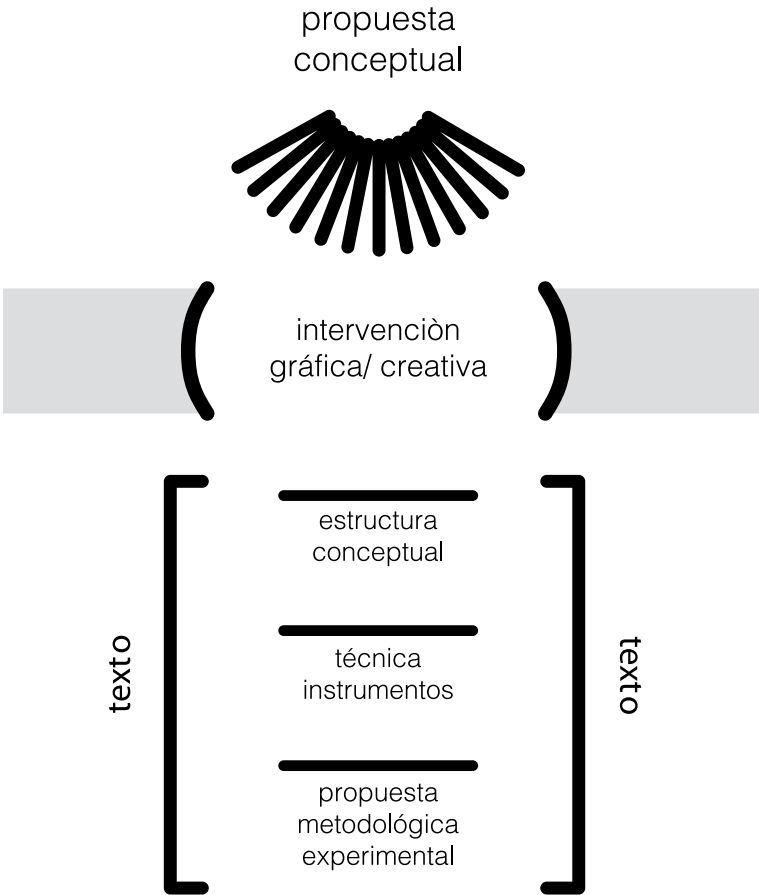 propuesta
conceptual
intervenciòn
gráfica/ creativa
estructura
conceptual
texto
técnica
instrumentos
texto
propuesta
metodológica
experimental